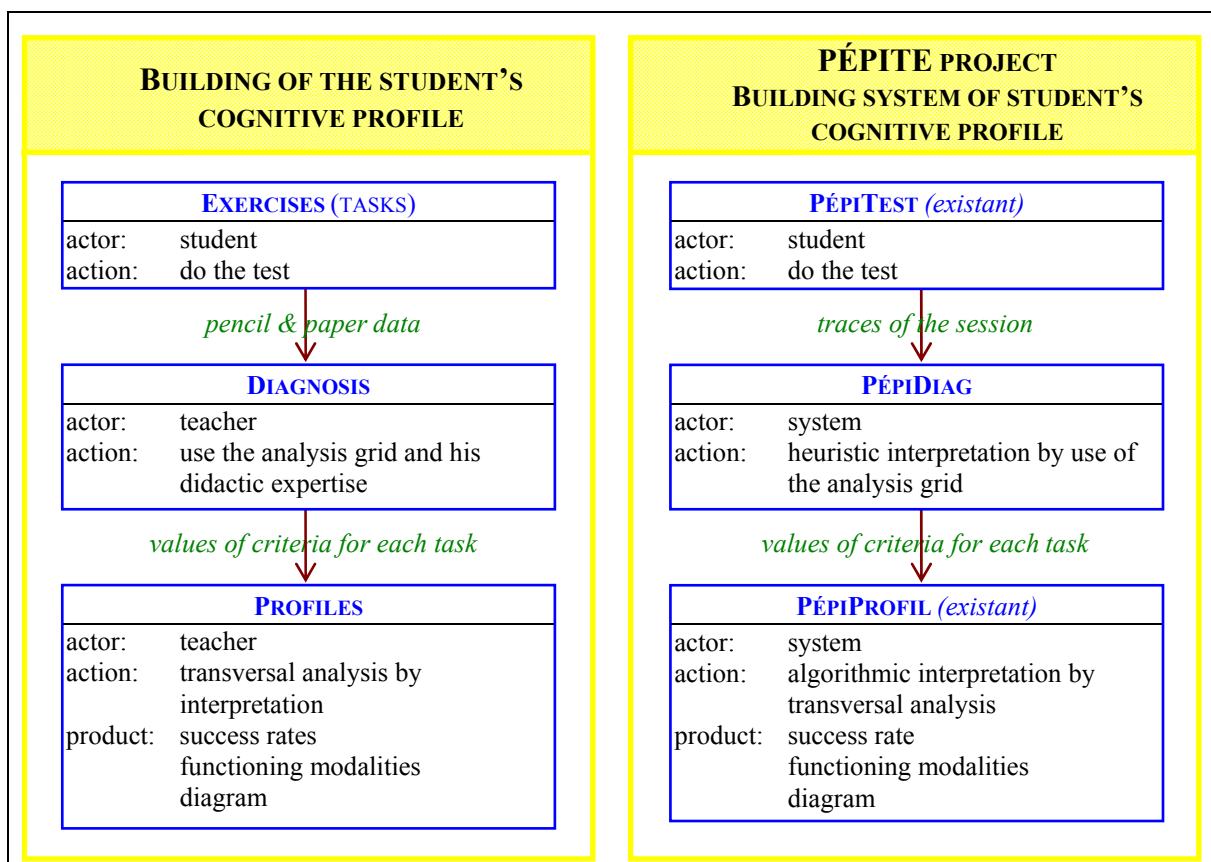 BUILDING OF THE STUDENT’S
COGNITIVE PROFILE
EXERCISES (TASKS)
actor: student
action: do the test
pencil & paper data
DIAGNOSIS
actor: teacher
action: use the analysis grid and his
didactic expertise
values of criteria for each task
PROFILES
actor: teacher
action: transversal analysis by
interpretation
product: success rates
functioning modalities
diagram
PÉPITE PROJECT
BUILDING SYSTEM OF STUDENT’S
COGNITIVE PROFILE
PÉPITEST (existant)
actor: student
action: do the test
traces of the session
PÉPIDIAG
actor: system
action: heuristic interpretation by use of
the analysis grid
values of criteria for each task
PÉPIPROFIL (existant)
actor: system
action: algorithmic interpretation by
transversal analysis
product: success rate
functioning modalities
diagram